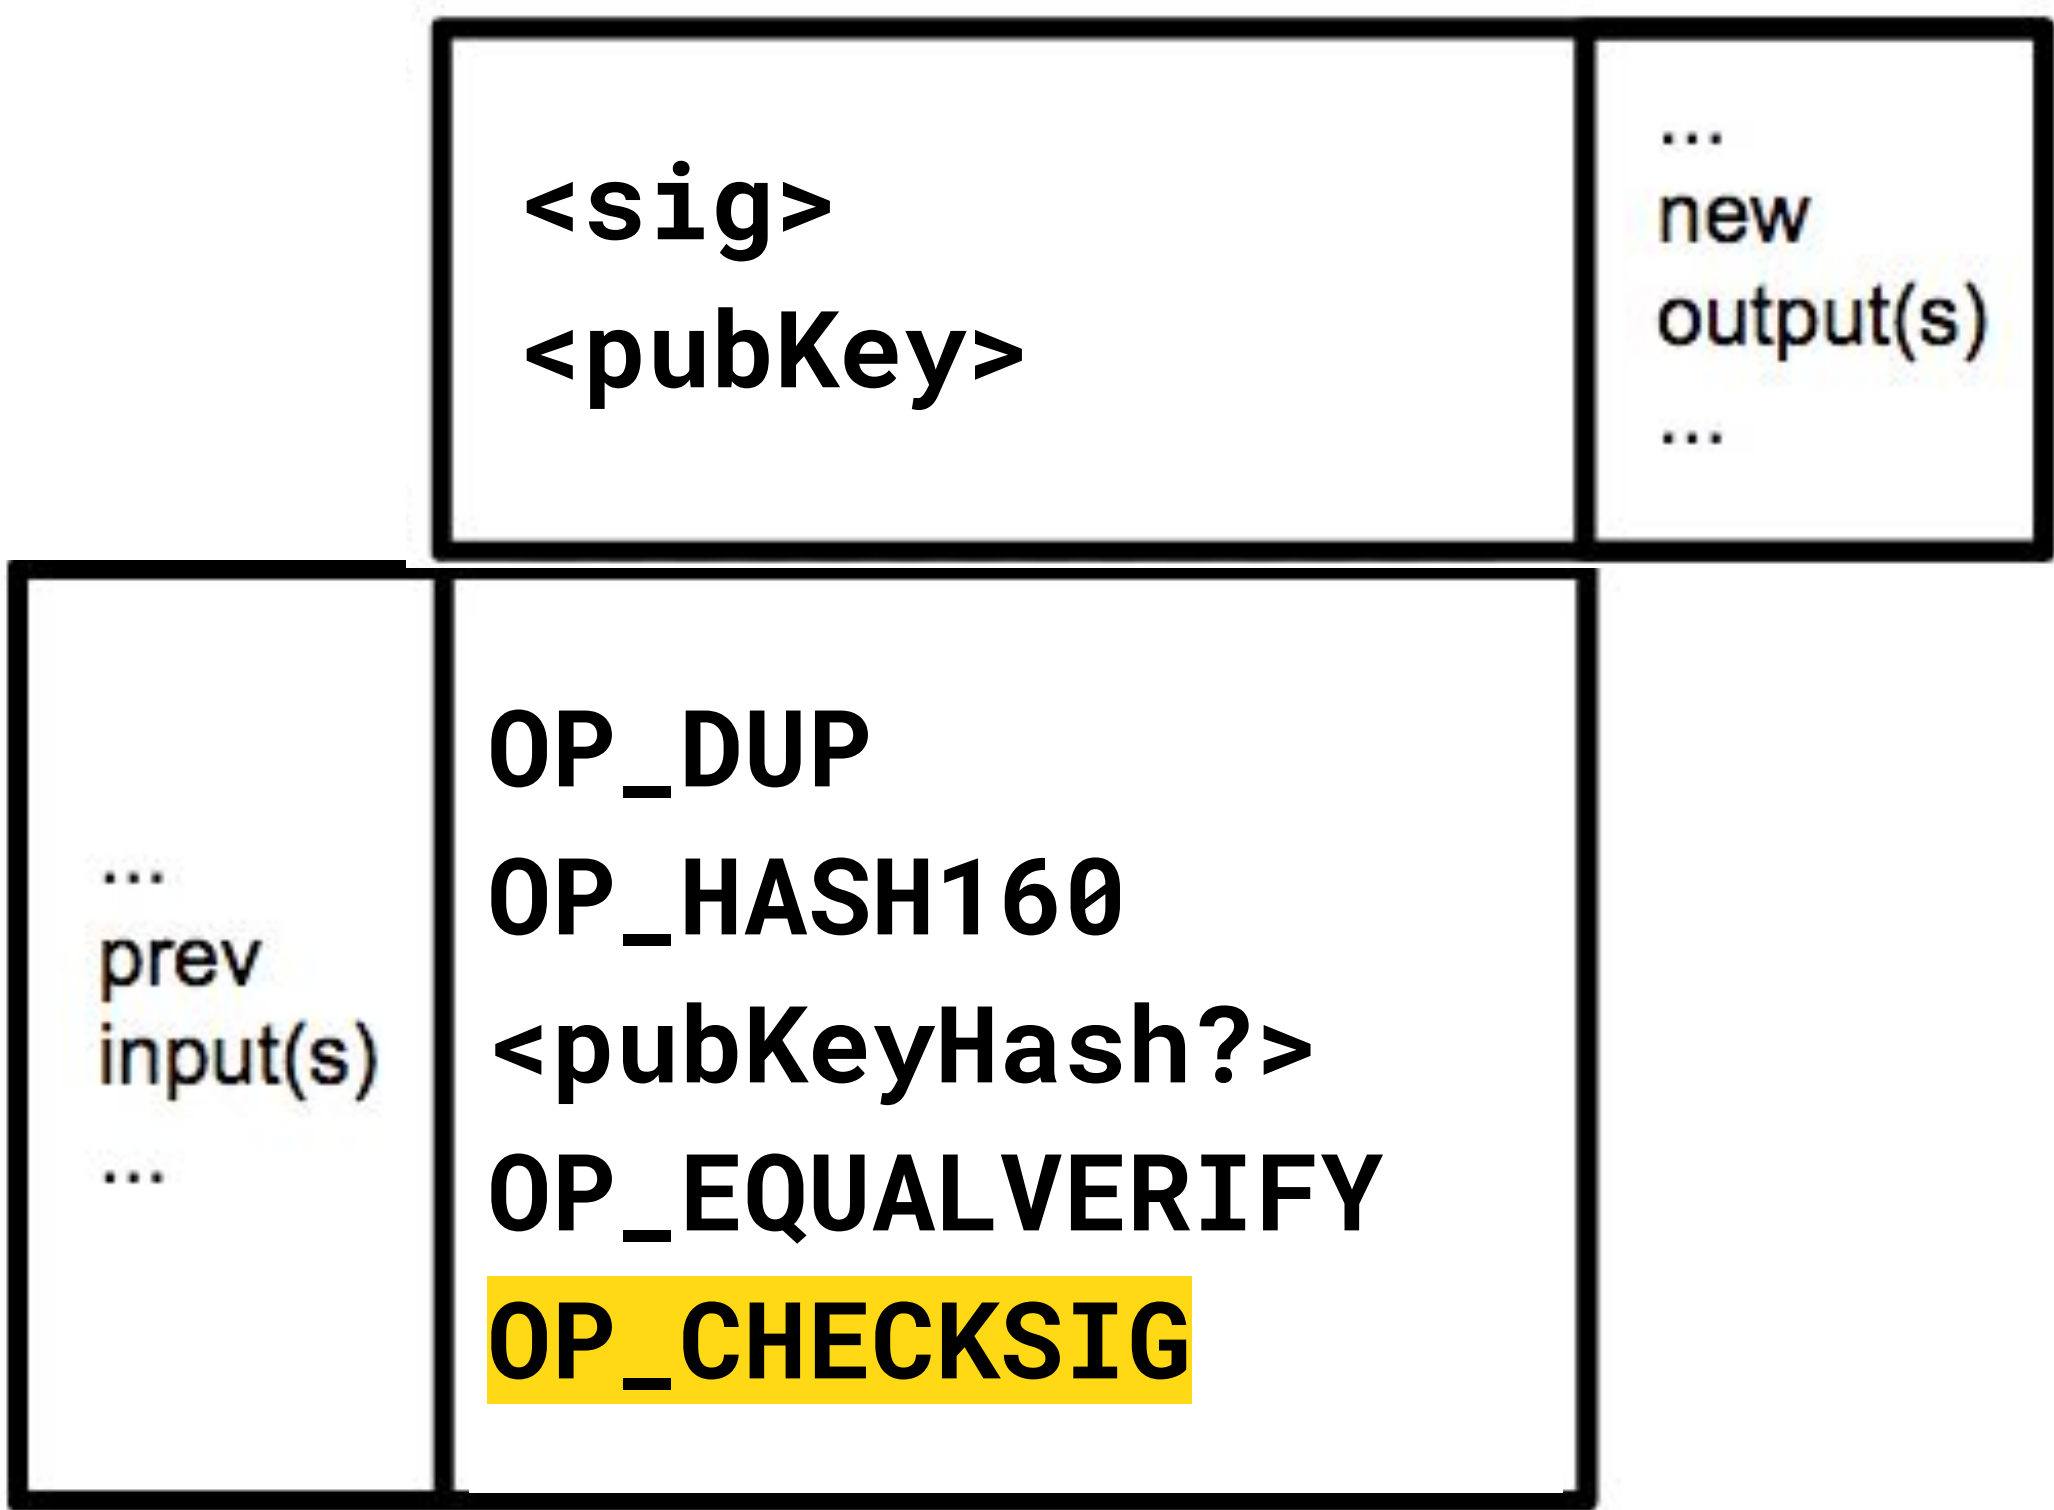 <sig>
<pubKey>
...
new
output(s)
...
...
prev
input(s)
...
OP_DUP
OP_HASH160
<pubKeyHash?>
OP_EQUALVERIFY
OP_CHECKSIG